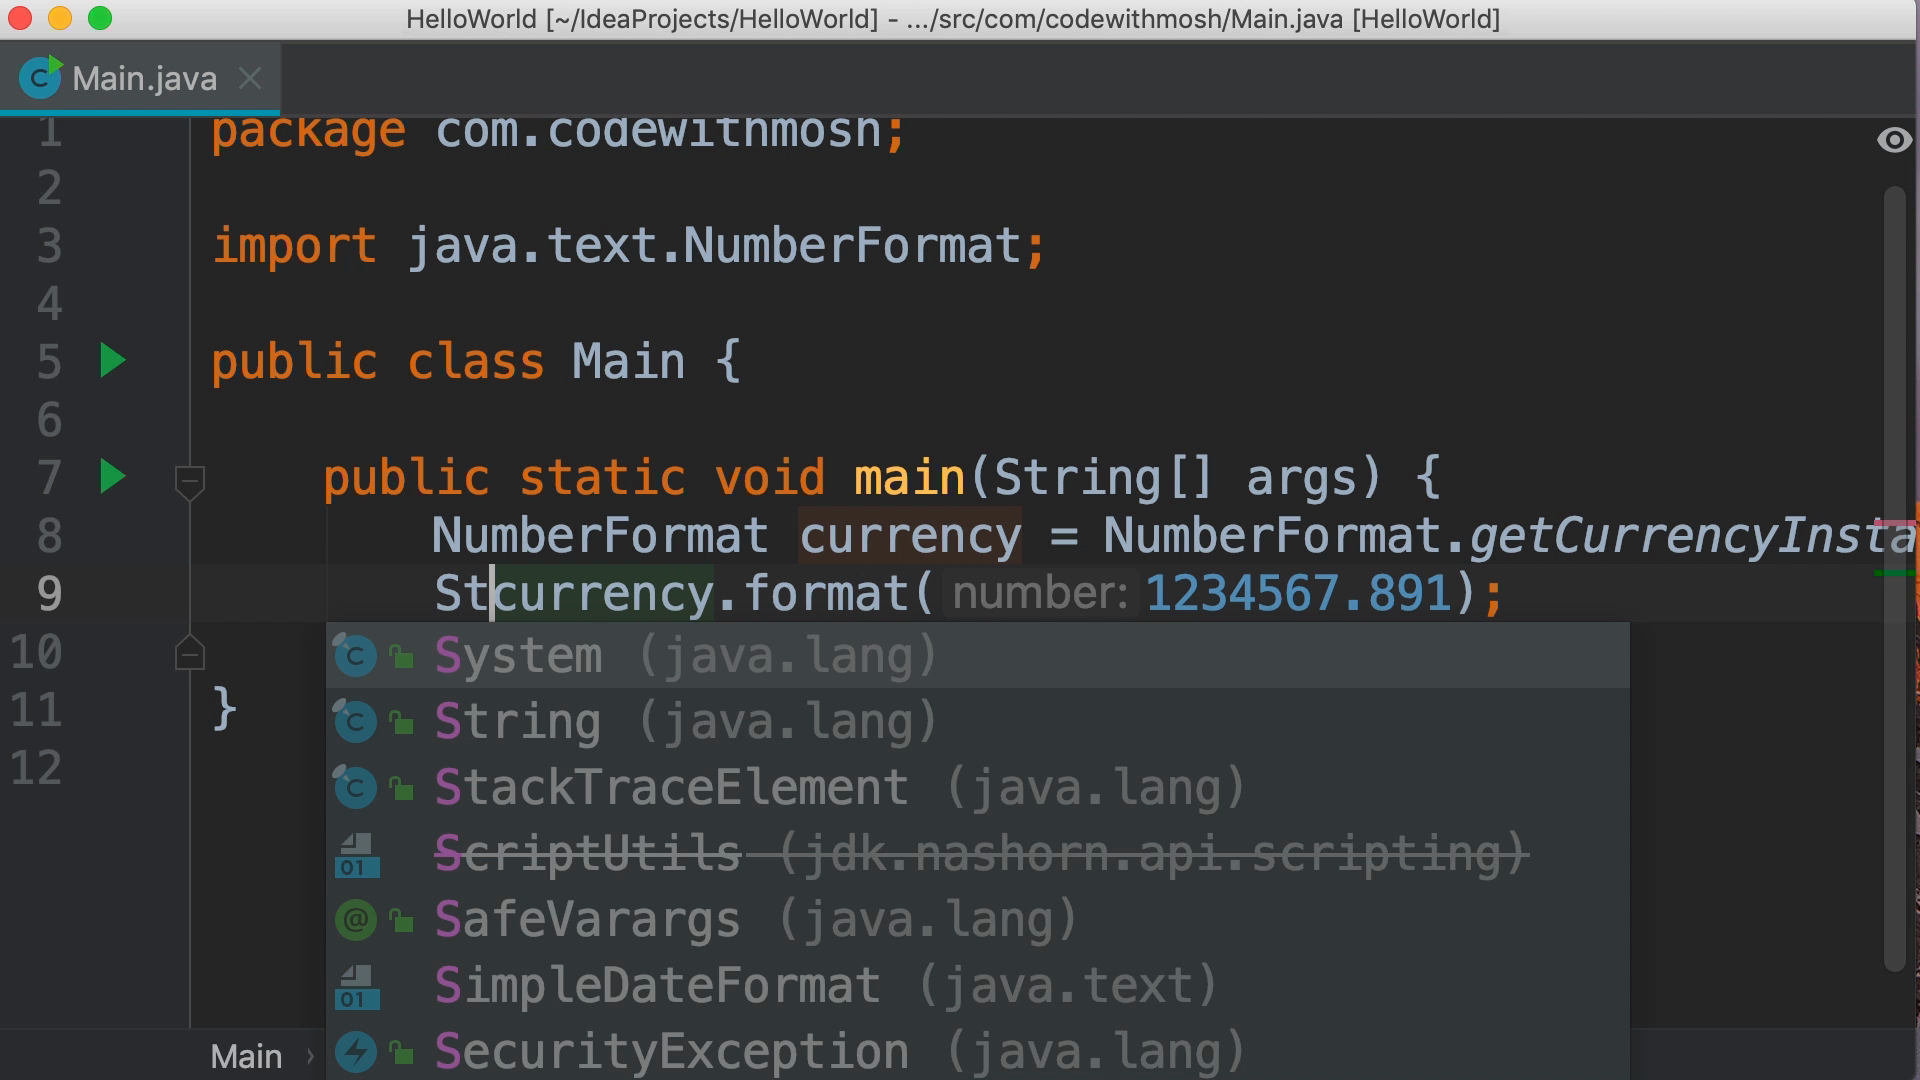 HelloWorld [~/IdeaProjects/HelloWorld] - .../src/com/codewithmosh/Main.java [HelloWorld]
C Main.java
1 package com.codewithmosh;
2
3 import java.text.NumberFormat;
4
5 public class Main {
6
7 public static void main(String[] args) {
8 NumberFormat currency = NumberFormat.getCurrencyInsta
9 Stcurrency.format( number: 1234567.891);
10
11 }
12
C System (java.lang)
C String (java.lang)
C StackTraceElement (java.lang)
01 ScriptUtils (jdk.nashorn.api.scripting)
@ SafeVarargs (java.lang)
01 SimpleDateFormat (java.text)
SecurityException (java.lang)
Main ›